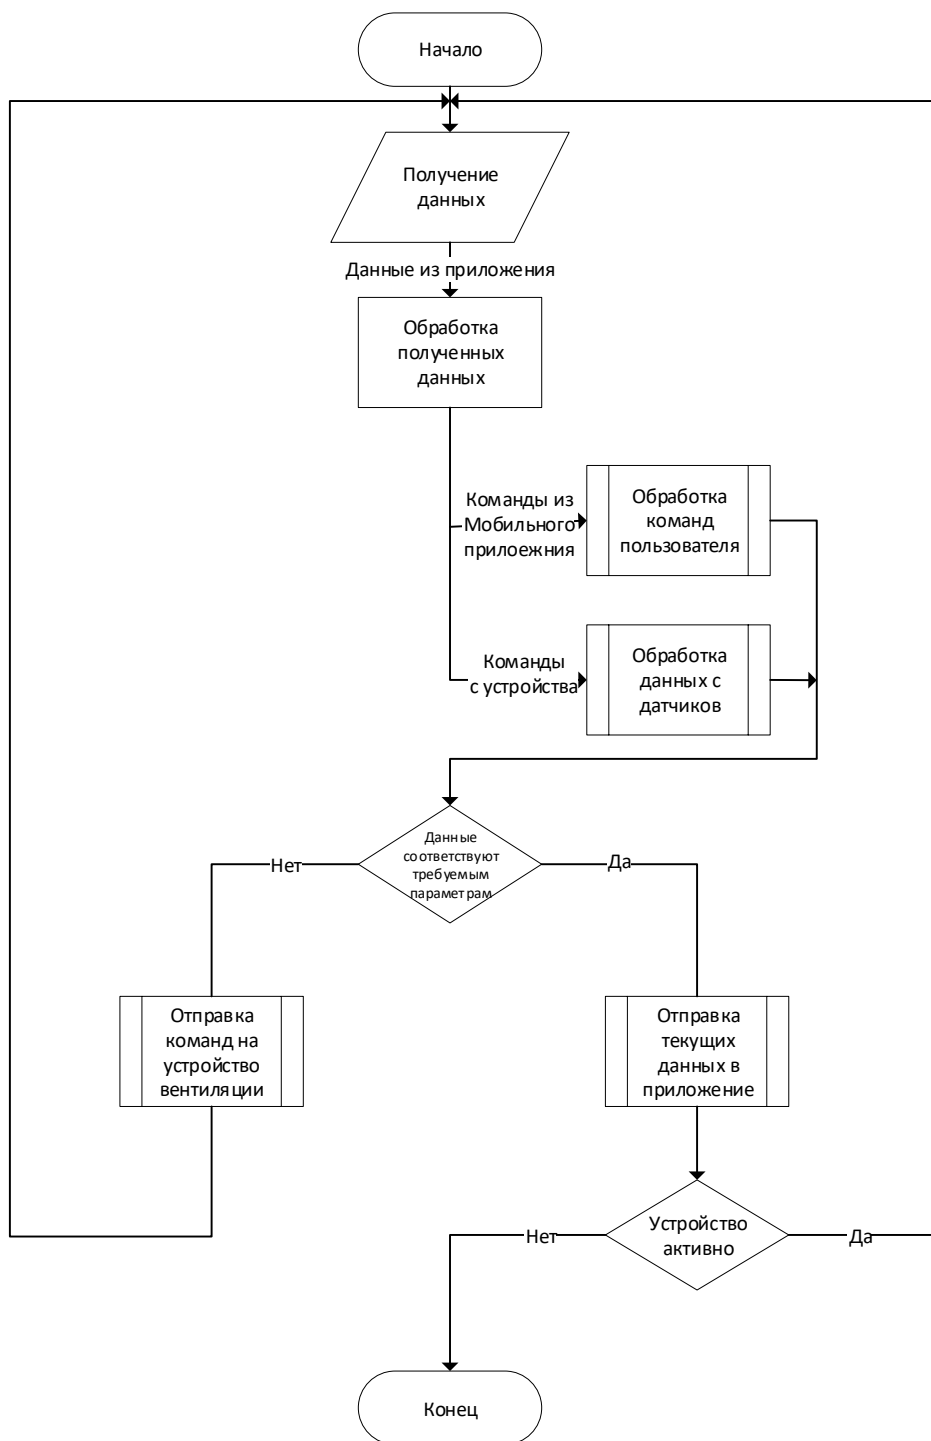 Начало
Получение
данных
Данные из приложения
Обработка
полученных
данных
Команды из
Мобильного
прилоежния
Обработка
команд
пользователя
Команды
с устройства
Обработка
данных с
датчиков
Данные
соответствуют
требуемым
параметрам
Нет
Да
Отправка
команд на
устройство
вентиляции
Отправка
текущих
данных в
приложение
Устройство
активно
Нет
Да
Конец